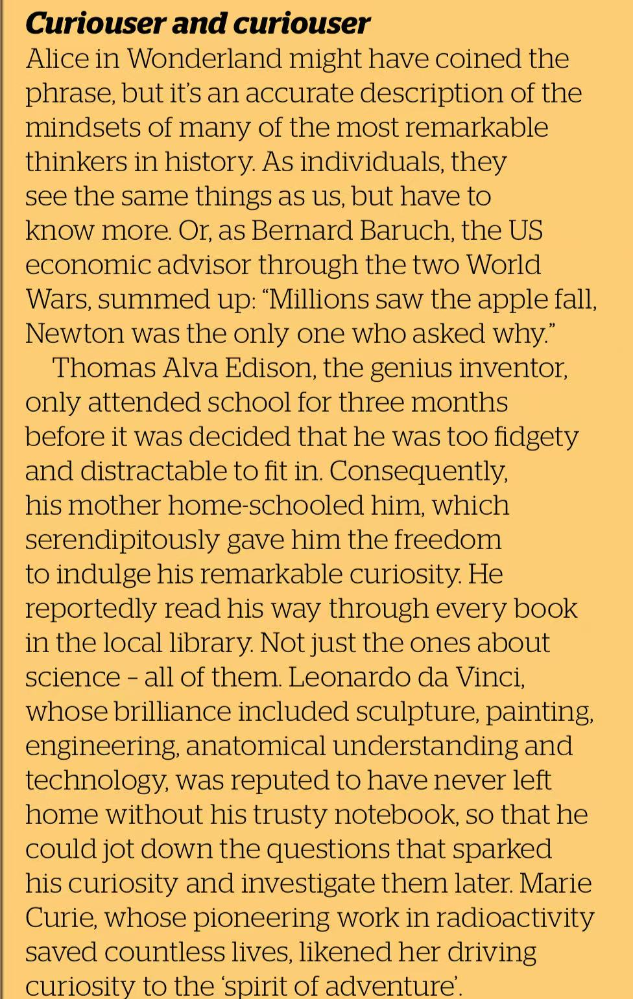 Curiouser and curiouser
Alice in Wonderland might have coined the
phrase, but it’s an accurate description of the
mindsets of many of the most remarkable
thinkers in history. As individuals, they
see the same things as us, but have to
know more. Or, as Bernard Baruch, the US
economic advisor through the two World
Wars, summed up: “Millions saw the apple fall,
Newton was the only one who asked why.”
Thomas Alva Edison, the genius inventor,
only attended school for three months
before it was decided that he was too fidgety
and distractable to fit in. Consequently,
his mother home-schooled him, which
serendipitously gave him the freedom
to indulge his remarkable curiosity. He
reportedly read his way through every book
in the local library. Not just the ones about
science – all of them. Leonardo da Vinci,
whose brilliance included sculpture, painting,
engineering, anatomical understanding and
technology, was reputed to have never left
home without his trusty notebook, so that he
could jot down the questions that sparked
his curiosity and investigate them later. Marie
Curie, whose pioneering work in radioactivity
saved countless lives, likened her driving
curiosity to the ‘spirit of adventure’.